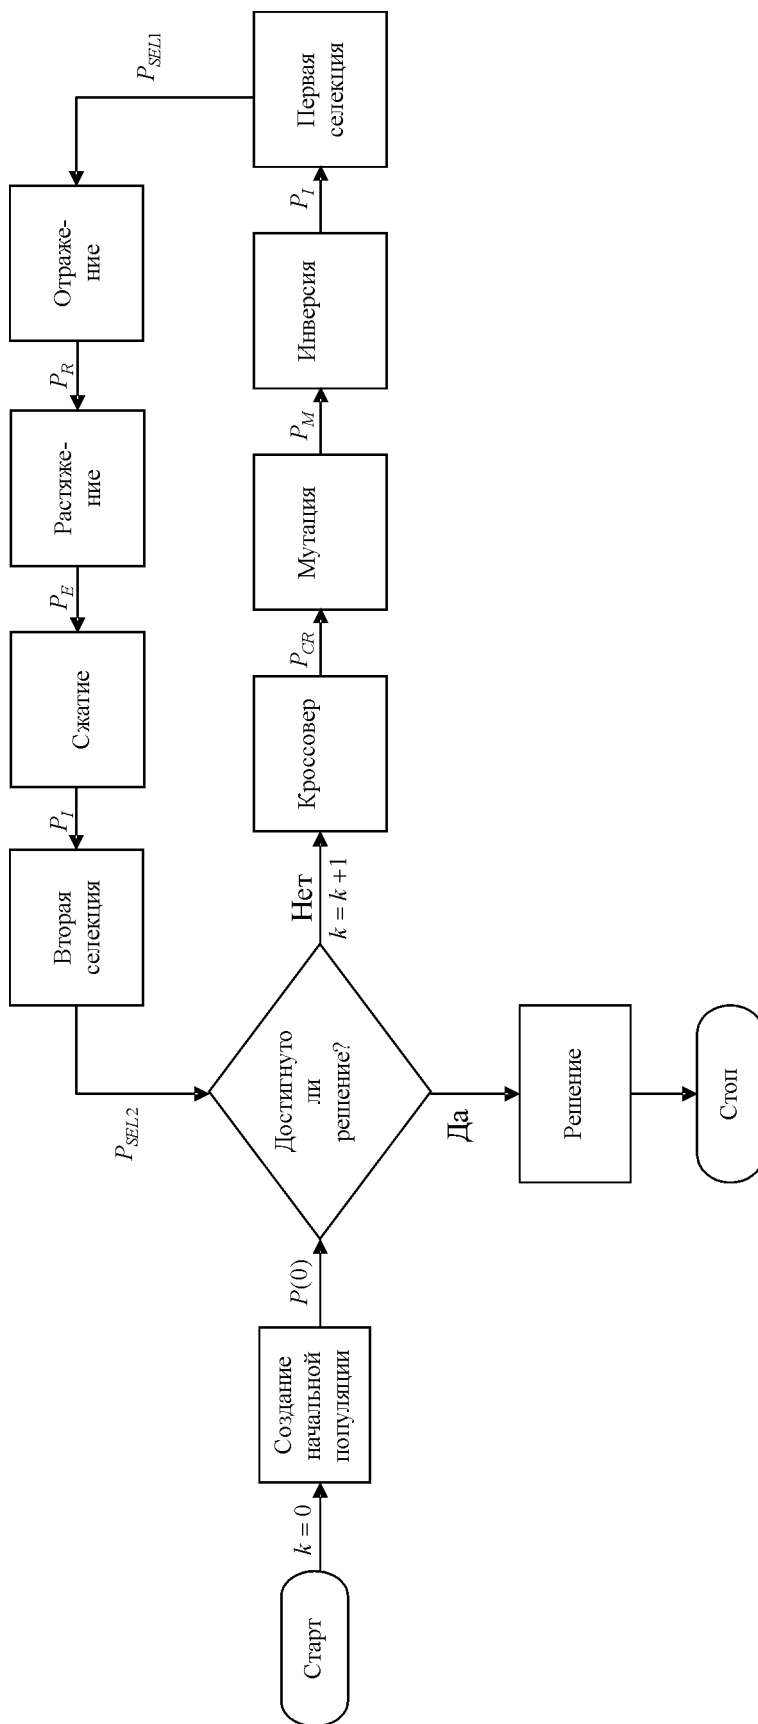 Старт
k = 0
Создание
начальной
популяции
P(0)
Достигнуто
ли
решение?
Нет
k = k +1
Кроссовер
P_CR
Мутация
P_M
Инверсия
P_I
Первая
селекция
P_SEL1
Отраже-
ние
P_R
Растяже-
ние
P_E
Сжатие
P_I
Вторая
селекция
P_SEL2
Да
Решение
Стоп